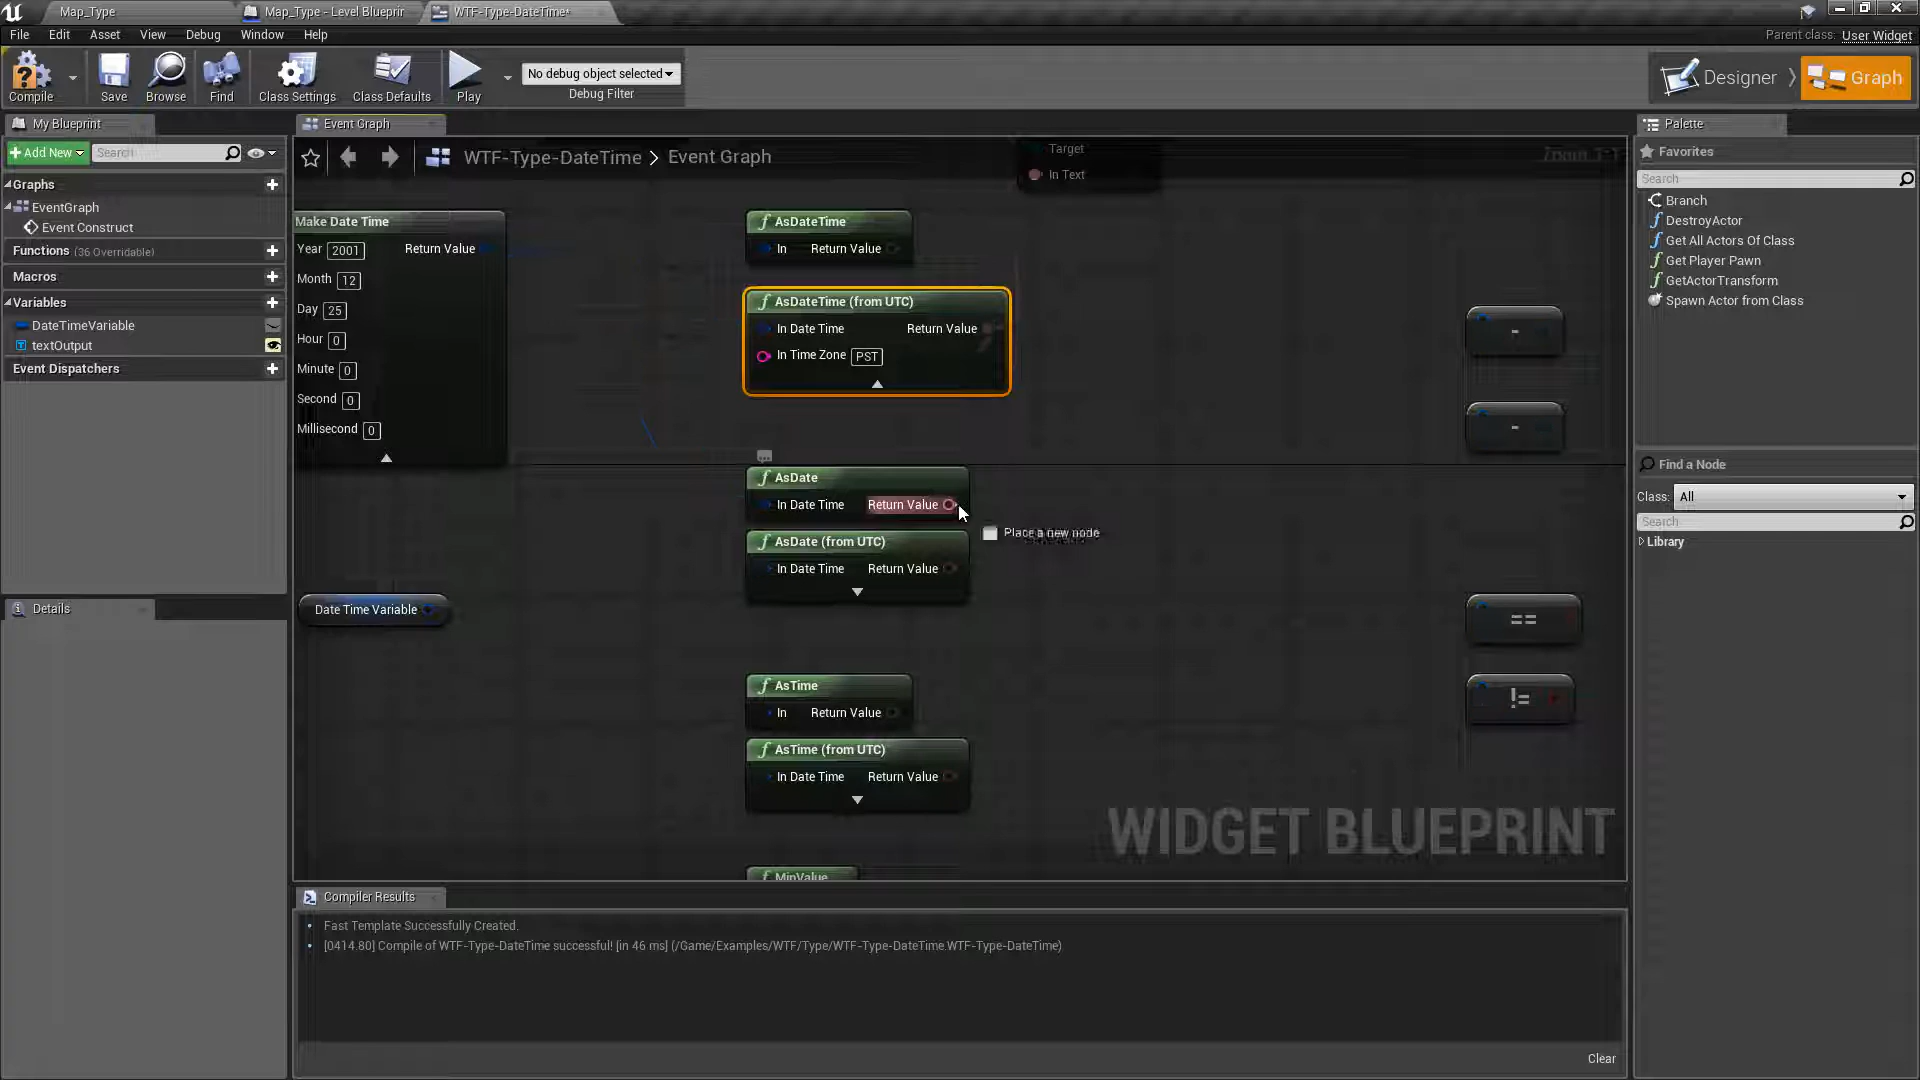 Map_Type
Map_Type - Level Blueprir
WTF-Type-DateTime*
File Edit Asset View Debug Window Help
Parent class: User Widget
Compile
Save
Browse
Find
Class Settings
Class Defaults
Play
No debug object selected
Debug Filter
Designer
Graph
My Blueprint
Add New
Search
Graphs
EventGraph
Event Construct
Functions (36 Overridable)
Macros
Variables
DateTimeVariable
textOutput
Event Dispatchers
Details
Event Graph
WTF-Type-DateTime > Event Graph
Target
In Text
Make Date Time
Year 2001 Return Value
Month 12
Day 25
Hour 0
Minute 0
Second 0
Millisecond 0
Date Time Variable
f AsDateTime
In Return Value
f AsDateTime (from UTC)
In Date Time Return Value
In Time Zone PST
f AsDate
In Date Time Return Value
Place a new node
f AsDate (from UTC)
In Date Time Return Value
f AsTime
In Return Value
f AsTime (from UTC)
In Date Time Return Value
f MinValue
-
-
==
!=
WIDGET BLUEPRINT
Compiler Results
Fast Template Successfully Created.
[0414.80] Compile of WTF-Type-DateTime successful! [in 46 ms] (/Game/Examples/WTF/Type/WTF-Type-DateTime.WTF-Type-DateTime)
Clear
Palette
Favorites
Search
Branch
DestroyActor
Get All Actors Of Class
Get Player Pawn
GetActorTransform
Spawn Actor from Class
Find a Node
Class: All
Search
Library